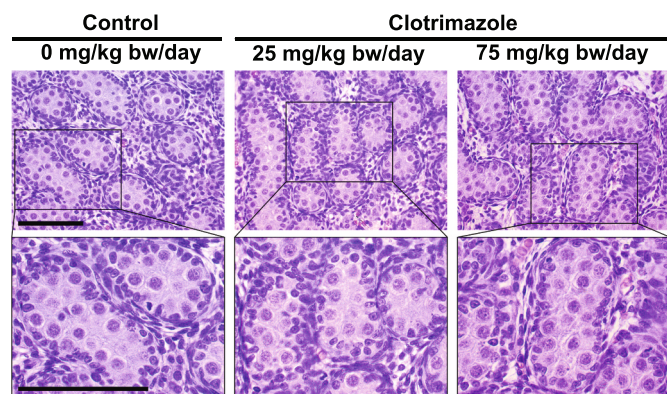 Control
Clotrimazole
0 mg/kg bw/day
25 mg/kg bw/day
75 mg/kg bw/day